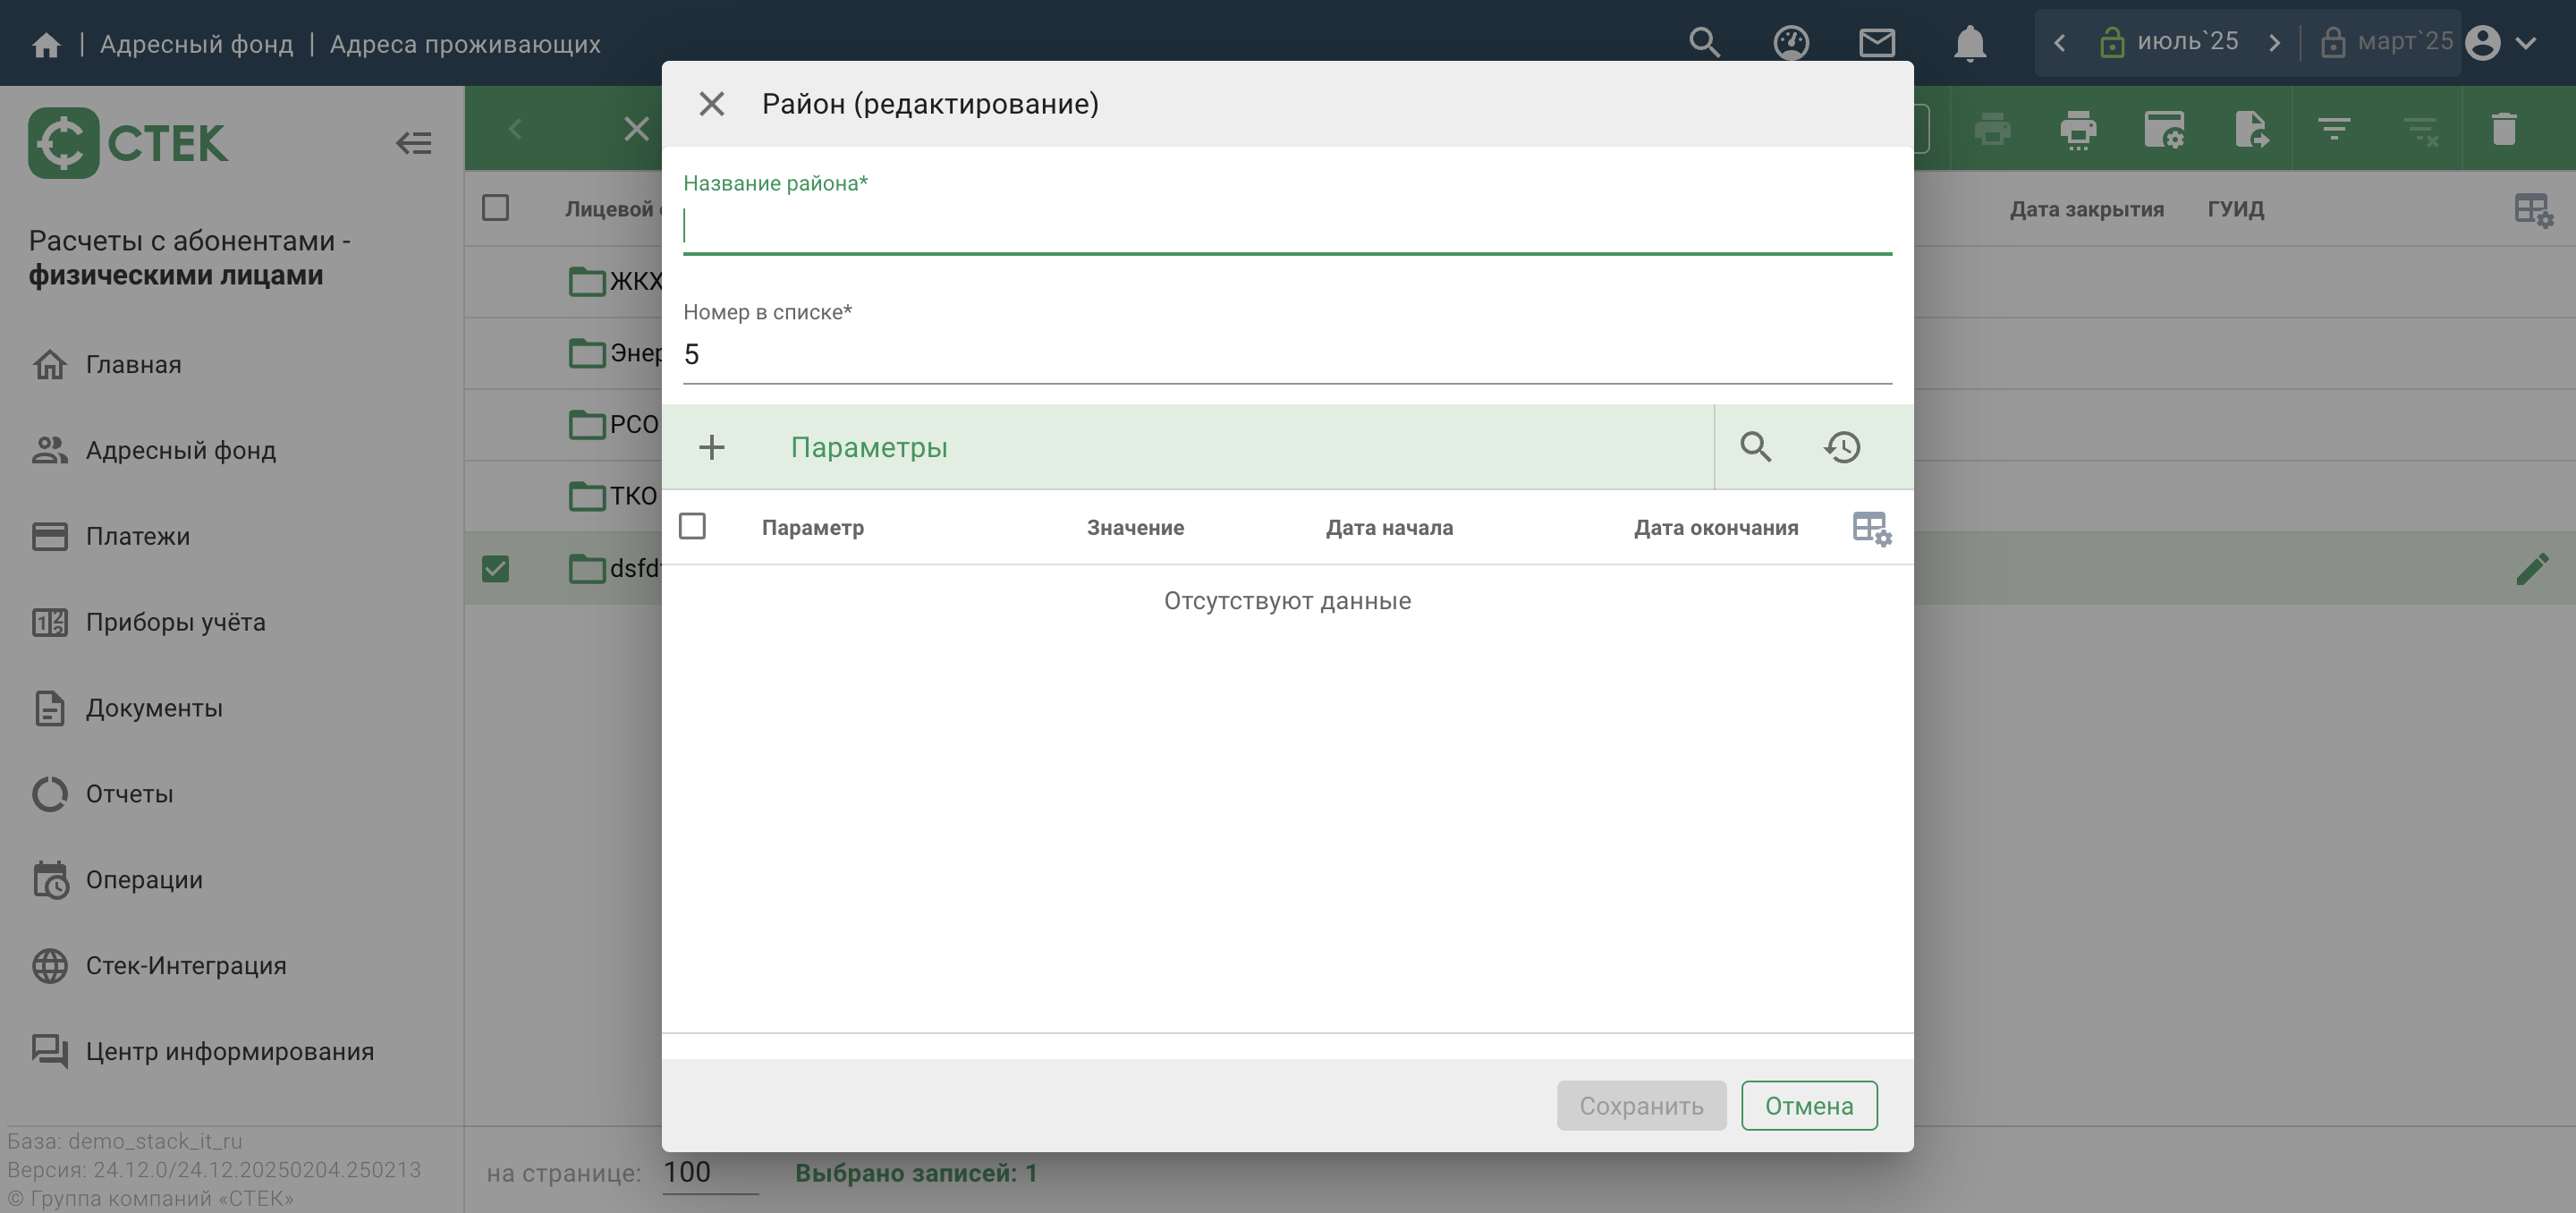 | Адресный фонд | Адреса проживающих
июль`25 | март`25
СТЕК
Расчеты с абонентами -
физическими лицами
Главная
Адресный фонд
Платежи
Приборы учёта
Документы
Отчеты
Операции
Стек-Интеграция
Центр информирования
База: demo_stack_it_ru
Версия: 24.12.0/24.12.20250204.250213
© Группа компаний «СТЕК»
Лицевой
Дата закрытия ГУИД
ЖКХ
Энер
РСО
ТКО
dsfd
Район (редактирование)
Название района*
Номер в списке*
5
Параметры
Параметр Значение Дата начала Дата окончания
Отсутствуют данные
Сохранить Отмена
на странице: 100 Выбрано записей: 1